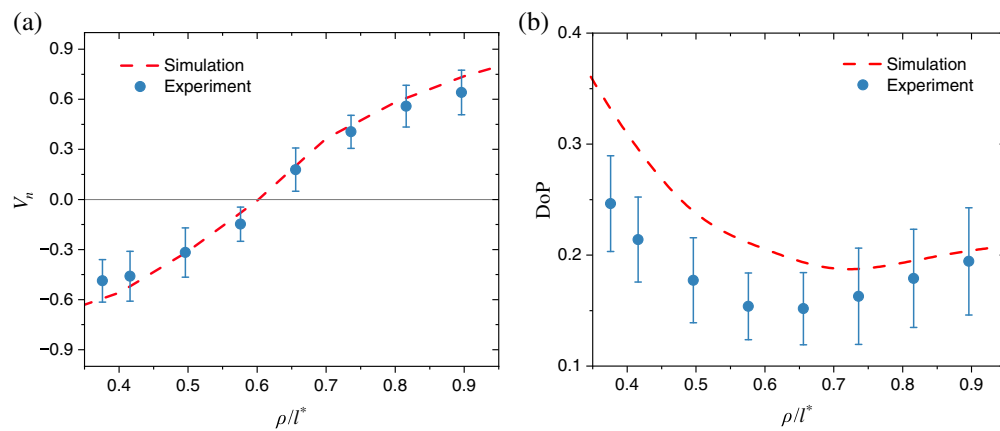 (a)
0.9
0.6
0.3
0.0
−0.3
−0.6
−0.9
Vn
Simulation
Experiment
0.4 0.5 0.6 0.7 0.8 0.9
ρ/l*
(b)
0.4
0.3
0.2
0.1
DoP
Simulation
Experiment
0.4 0.5 0.6 0.7 0.8 0.9
ρ/l*